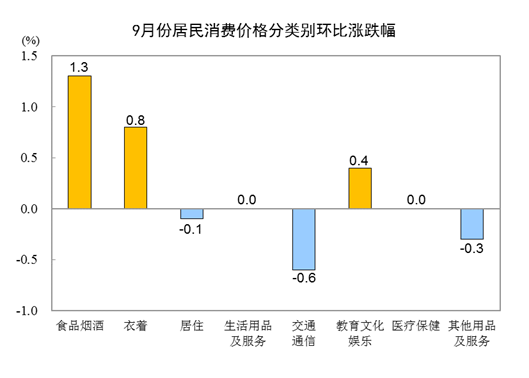 9月份居民消费价格分类别环比涨跌幅
(%)
1.5
1.0
0.5
0.0
-0.5
-1.0
1.3
0.8
-0.1
0.0
-0.6
0.4
0.0
-0.3
食品烟酒
衣着
居住
生活用品
及服务
交通
通信
教育文化
娱乐
医疗保健
其他用品
及服务